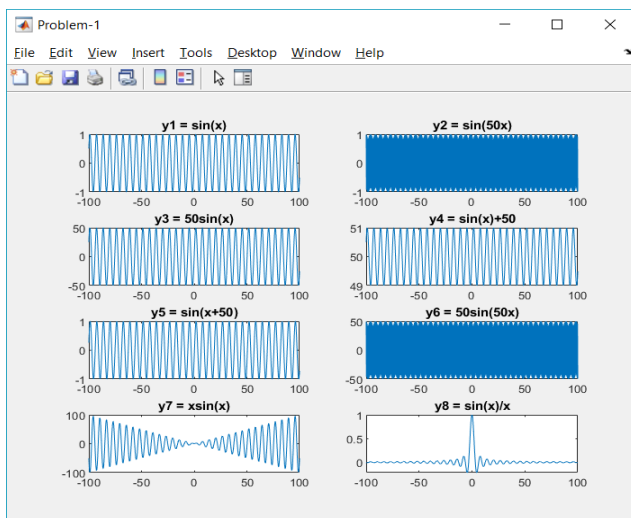 Problem-1
File Edit View Insert Tools Desktop Window Help
y1 = sin(x)
1
0
-1
-100 -50 0 50 100
y2 = sin(50x)
1
0
-1
-100 -50 0 50 100
y3 = 50sin(x)
50
0
-50
-100 -50 0 50 100
y4 = sin(x)+50
51
50
49
-100 -50 0 50 100
y5 = sin(x+50)
1
0
-1
-100 -50 0 50 100
y6 = 50sin(50x)
50
0
-50
-100 -50 0 50 100
y7 = xsin(x)
100
0
-100
-100 -50 0 50 100
y8 = sin(x)/x
1
0.5
0
-100 -50 0 50 100